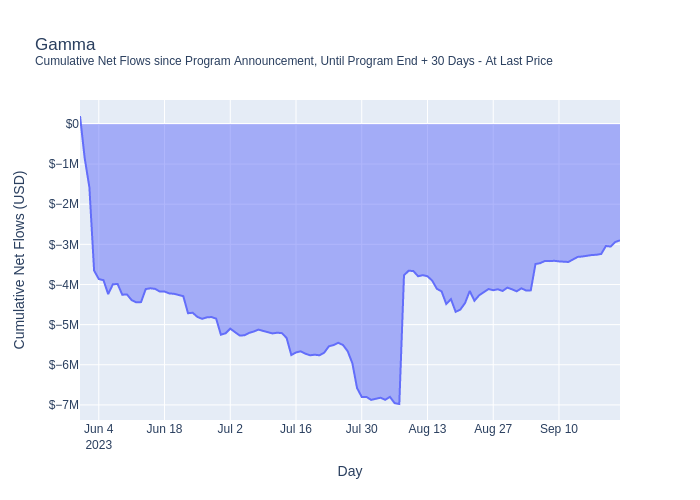 Gamma
Cumulative Net Flows since Program Announcement, Until Program End + 30 Days - At Last Price
Cumulative Net Flows (USD)
$0
$−1M
$−2M
$−3M
$−4M
$−5M
$−6M
$−7M
Jun 4
2023
Jun 18
Jul 2
Jul 16
Jul 30
Aug 13
Aug 27
Sep 10
Day